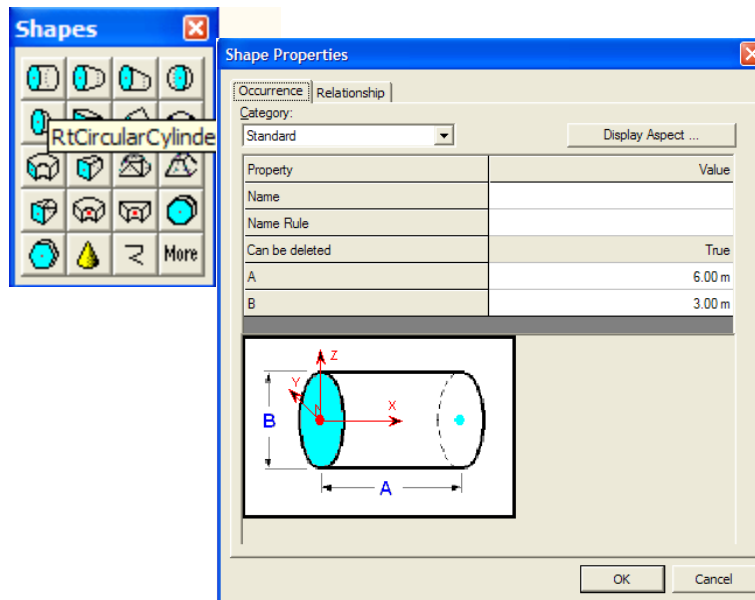 Shapes
RtCircularCylinde
More
Shape Properties
Occurrence Relationship
Category:
Standard Display Aspect ...
Property Value
Name
Name Rule
Can be deleted True
A 6.00 m
B 3.00 m
Z
Y
N
X
B
A
OK Cancel